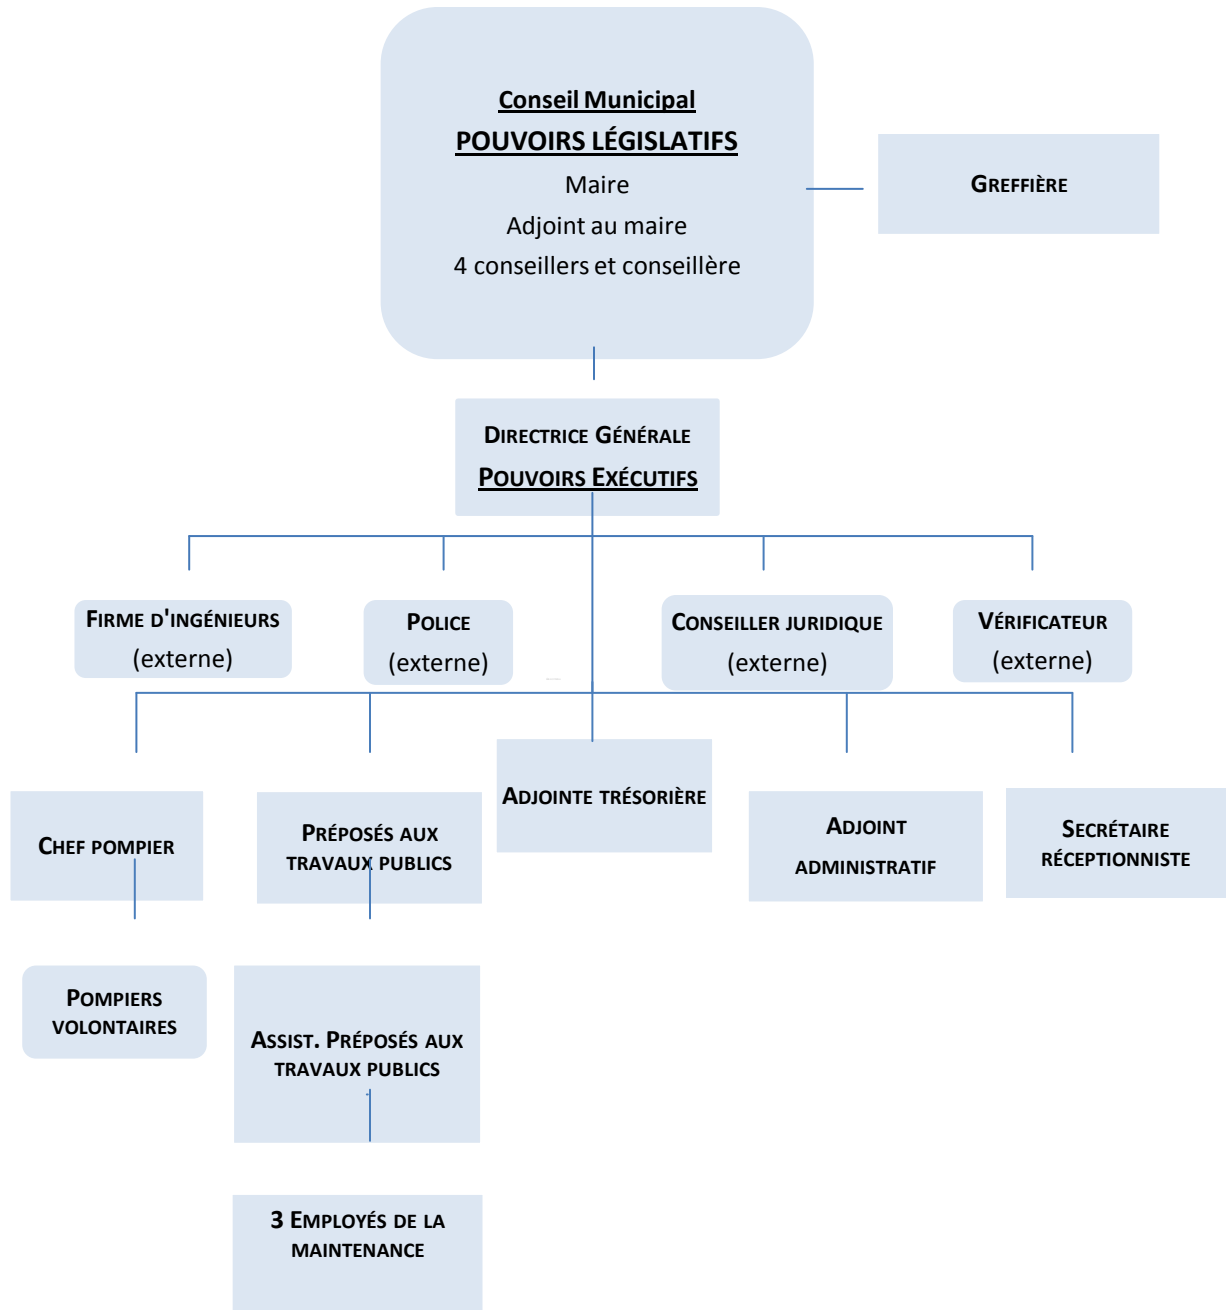 Conseil Municipal
POUVOIRS LÉGISLATIFS
Maire
Adjoint au maire
4 conseillers et conseillère
GREFFIÈRE
DIRECTRICE GÉNÉRALE
POUVOIRS EXÉCUTIFS
FIRME D'INGÉNIEURS
(externe)
POLICE
(externe)
CONSEILLER JURIDIQUE
(externe)
VÉRIFICATEUR
(externe)
CHEF POMPIER
PRÉPOSÉS AUX
TRAVAUX PUBLICS
ADJOINTE TRÉSORIÈRE
ADJOINT
ADMINISTRATIF
SECRÉTAIRE
RÉCEPTIONNISTE
POMPIERS
VOLONTAIRES
ASSIST. PRÉPOSÉS AUX
TRAVAUX PUBLICS
3 EMPLOYÉS DE LA
MAINTENANCE